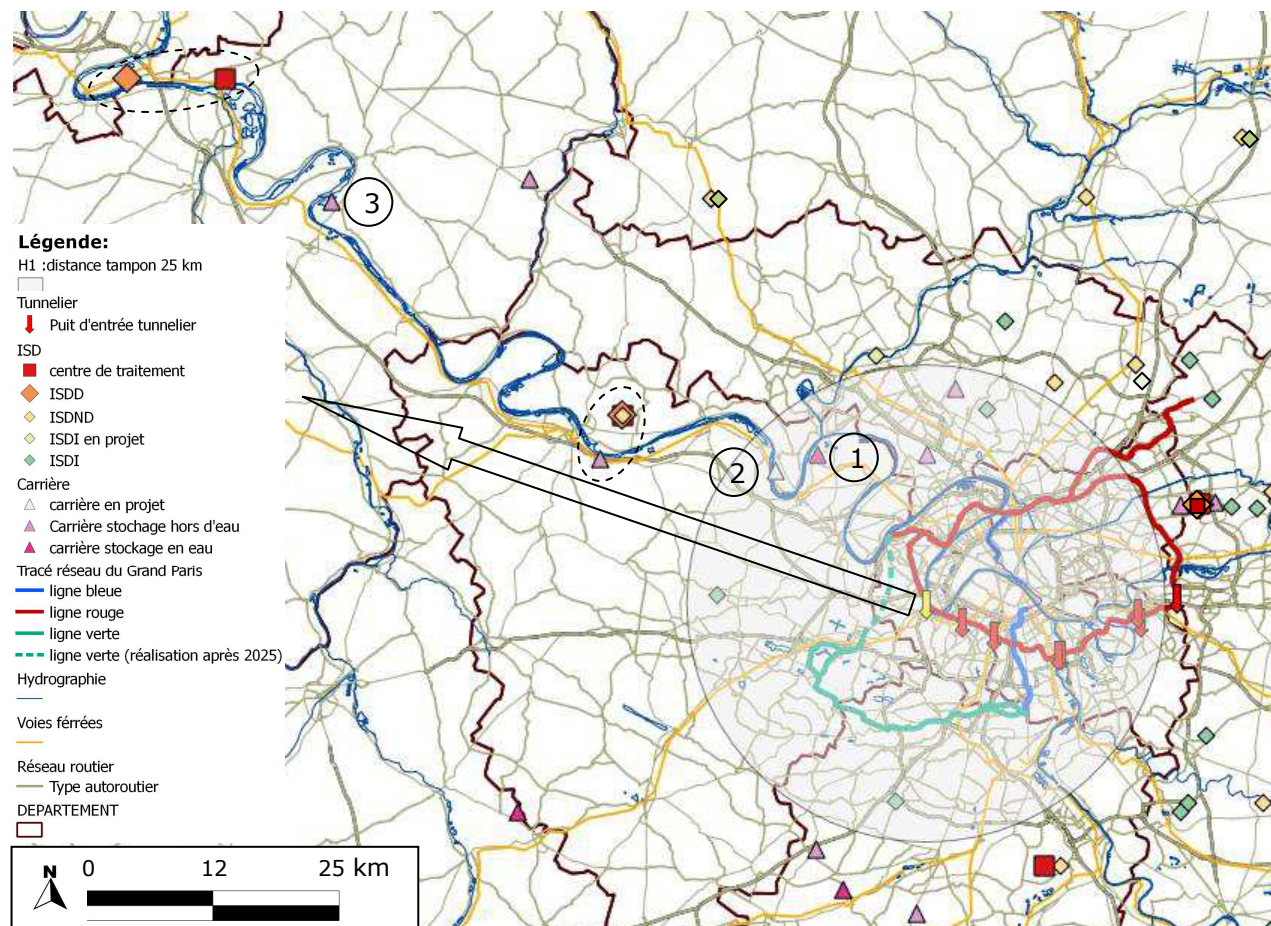 3
2
1
Légende:
H1 :distance tampon 25 km
Tunnelier
Puit d'entrée tunnelier
ISD
centre de traitement
ISDD
ISDND
ISDI en projet
ISDI
Carrière
carrière en projet
Carrière stochage hors d'eau
carrière stockage en eau
Tracé réseau du Grand Paris
ligne bleue
ligne rouge
ligne verte
ligne verte (réalisation après 2025)
Hydrographie
Voies férrées
Réseau routier
Type autoroutier
DEPARTEMENT
N
0 12 25 km